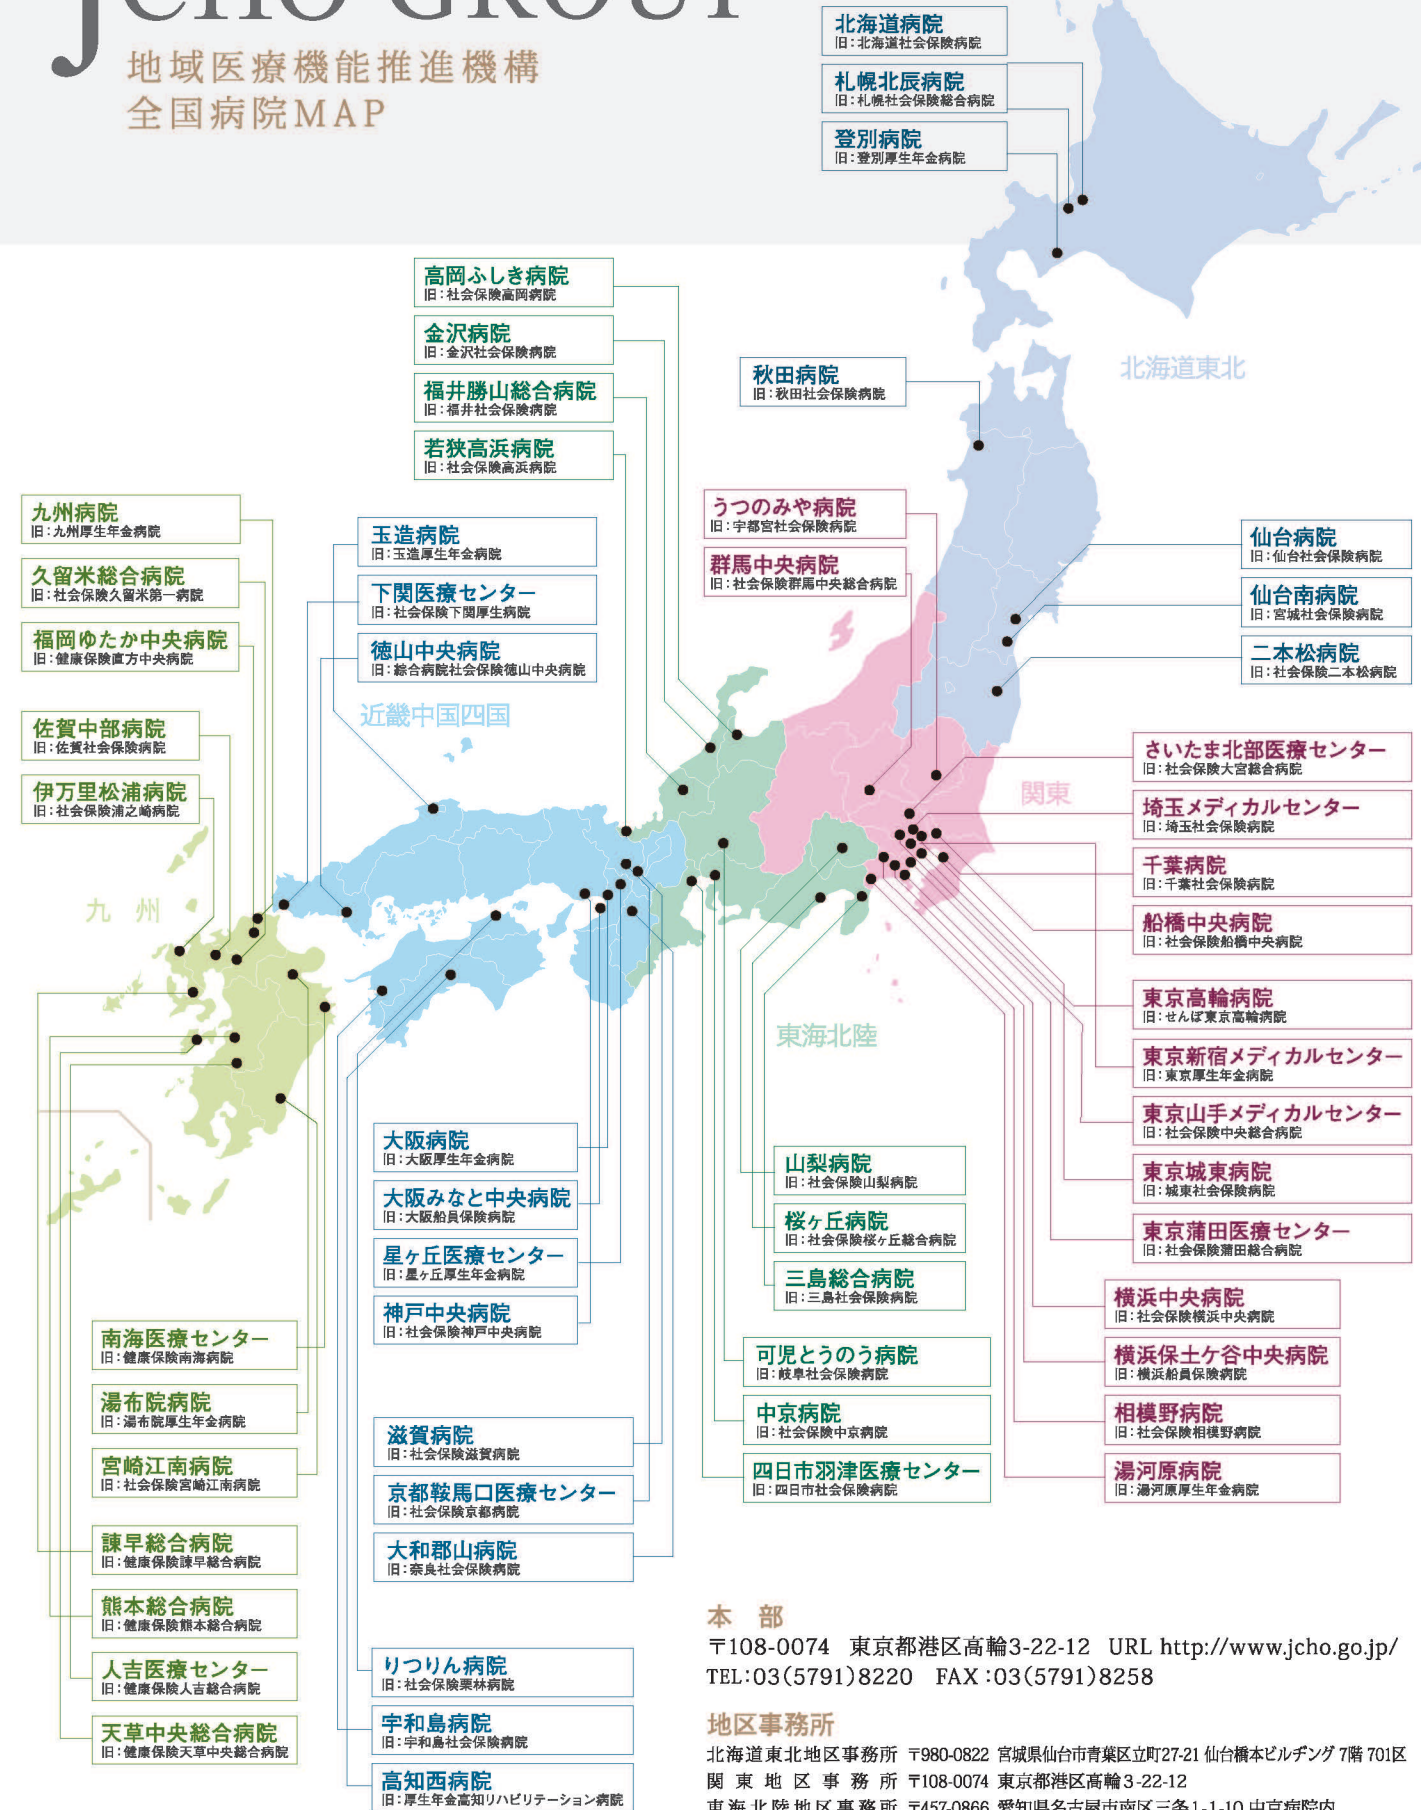 jCHO GROUP
地域医療機能推進機構
全国病院MAP
北海道病院
旧:北海道社会保険病院
札幌北辰病院
旧:札幌社会保険総合病院
登別病院
旧:登別厚生年金病院
北海道東北
高岡ふしき病院
旧:社会保険高岡病院
金沢病院
旧:金沢社会保険病院
福井勝山総合病院
旧:福井社会保険病院
若狭高浜病院
旧:社会保険高浜病院
秋田病院
旧:秋田社会保険病院
うつのみや病院
旧:宇都宮社会保険病院
群馬中央病院
旧:社会保険群馬中央総合病院
仙台病院
旧:仙台社会保険病院
仙台南病院
旧:宮城社会保険病院
二本松病院
旧:社会保険二本松病院
九州病院
旧:九州厚生年金病院
久留米総合病院
旧:社会保険久留米第一病院
福岡ゆたか中央病院
旧:健康保険直方中央病院
佐賀中部病院
旧:佐賀社会保険病院
伊万里松浦病院
旧:社会保険浦之崎病院
九 州
玉造病院
旧:玉造厚生年金病院
下関医療センター
旧:社会保険下関厚生病院
徳山中央病院
旧:綜合病院社会保険徳山中央病院
近畿中国四国
関東
東海北陸
さいたま北部医療センター
旧:社会保険大宮総合病院
埼玉メディカルセンター
旧:埼玉社会保険病院
千葉病院
旧:千葉社会保険病院
船橋中央病院
旧:社会保険船橋中央病院
東京高輪病院
旧:せんぽ東京高輪病院
東京新宿メディカルセンター
旧:東京厚生年金病院
東京山手メディカルセンター
旧:社会保険中央総合病院
東京城東病院
旧:城東社会保険病院
東京蒲田医療センター
旧:社会保険蒲田総合病院
横浜中央病院
旧:社会保険横浜中央病院
横浜保土ケ谷中央病院
旧:横浜船員保険病院
相模野病院
旧:社会保険相模野病院
湯河原病院
旧:湯河原厚生年金病院
山梨病院
旧:社会保険山梨病院
桜ヶ丘病院
旧:社会保険桜ヶ丘総合病院
三島総合病院
旧:三島社会保険病院
可児とうのう病院
旧:岐阜社会保険病院
中京病院
旧:社会保険中京病院
四日市羽津医療センター
旧:四日市社会保険病院
大阪病院
旧:大阪厚生年金病院
大阪みなと中央病院
旧:大阪船員保険病院
星ヶ丘医療センター
旧:星ヶ丘厚生年金病院
神戸中央病院
旧:社会保険神戸中央病院
滋賀病院
旧:社会保険滋賀病院
京都鞍馬口医療センター
旧:社会保険京都病院
大和郡山病院
旧:奈良社会保険病院
りつりん病院
旧:社会保険栗林病院
宇和島病院
旧:宇和島社会保険病院
高知西病院
旧:厚生年金高知リハビリテーション病院
南海医療センター
旧:健康保険南海病院
湯布院病院
旧:湯布院厚生年金病院
宮崎江南病院
旧:社会保険宮崎江南病院
諫早総合病院
旧:健康保険諫早総合病院
熊本総合病院
旧:健康保険熊本総合病院
人吉医療センター
旧:健康保険人吉総合病院
天草中央総合病院
旧:健康保険天草中央総合病院
本 部
〒108-0074 東京都港区高輪3-22-12 URL http://www.jcho.go.jp/
TEL:03(5791)8220 FAX:03(5791)8258
地区事務所
北海道東北地区事務所 〒980-0822 宮城県仙台市青葉区立町27-21 仙台橋本ビルヂング 7階 701区
関東地区事務所 〒108-0074 東京都港区高輪3-22-12
東海北陸地区事務所 〒457-0866 愛知県名古屋市南区三条1-1-10 中京病院内